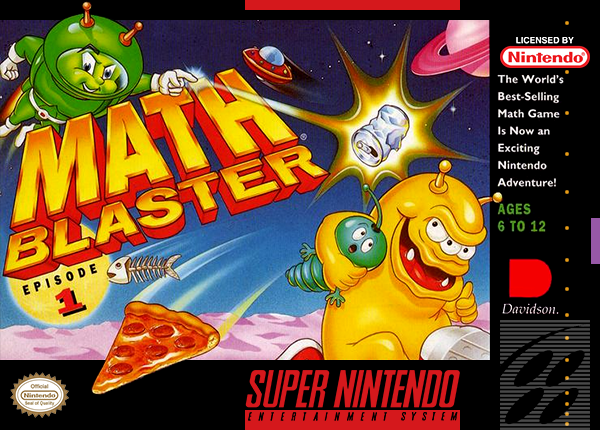 LICENSED BY
Nintendo®
The World's
Best-Selling
Math Game
Is Now an
Exciting
Nintendo
Adventure!
AGES
6 TO 12
Davidson.
MATH
BLASTER®
EPISODE
1
Official
Nintendo
Seal of Quality
SUPER NINTENDO
ENTERTAINMENT SYSTEM